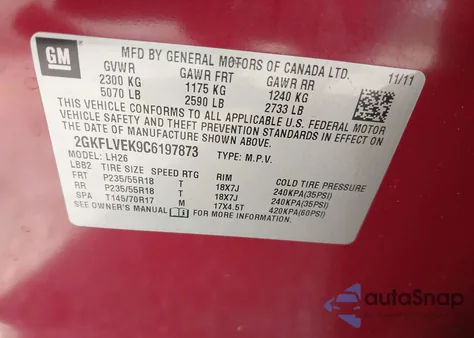 GM
MFD BY GENERAL MOTORS OF CANADA LTD. 11/11
GVWR GAWR FRT GAWR RR
2300 KG 1175 KG 1240 KG
5070 LB 2590 LB 2733 LB
THIS VEHICLE CONFORMS TO ALL APPLICABLE U.S. FEDERAL MOTOR
VEHICLE SAFETY, BUMPER, AND THEFT PREVENTION STANDARDS IN
EFFECT ON THE DATE OF MANUFACTURE SHOWN ABOVE.
2GKFLVEK9C6197873 TYPE: M.P.V.
MODEL: LH26
LBB2 TIRE SIZE SPEED RTG RIM COLD TIRE PRESSURE
FRT P235/55R18 T 18X7J 240KPA(35PSI)
RR P235/55R18 T 18X7J 240KPA(35PSI)
SPA T145/70R17 M 17X4.5T 420KPA(60PSI)
SEE OWNER'S MANUAL FOR MORE INFORMATION.
autoSnap